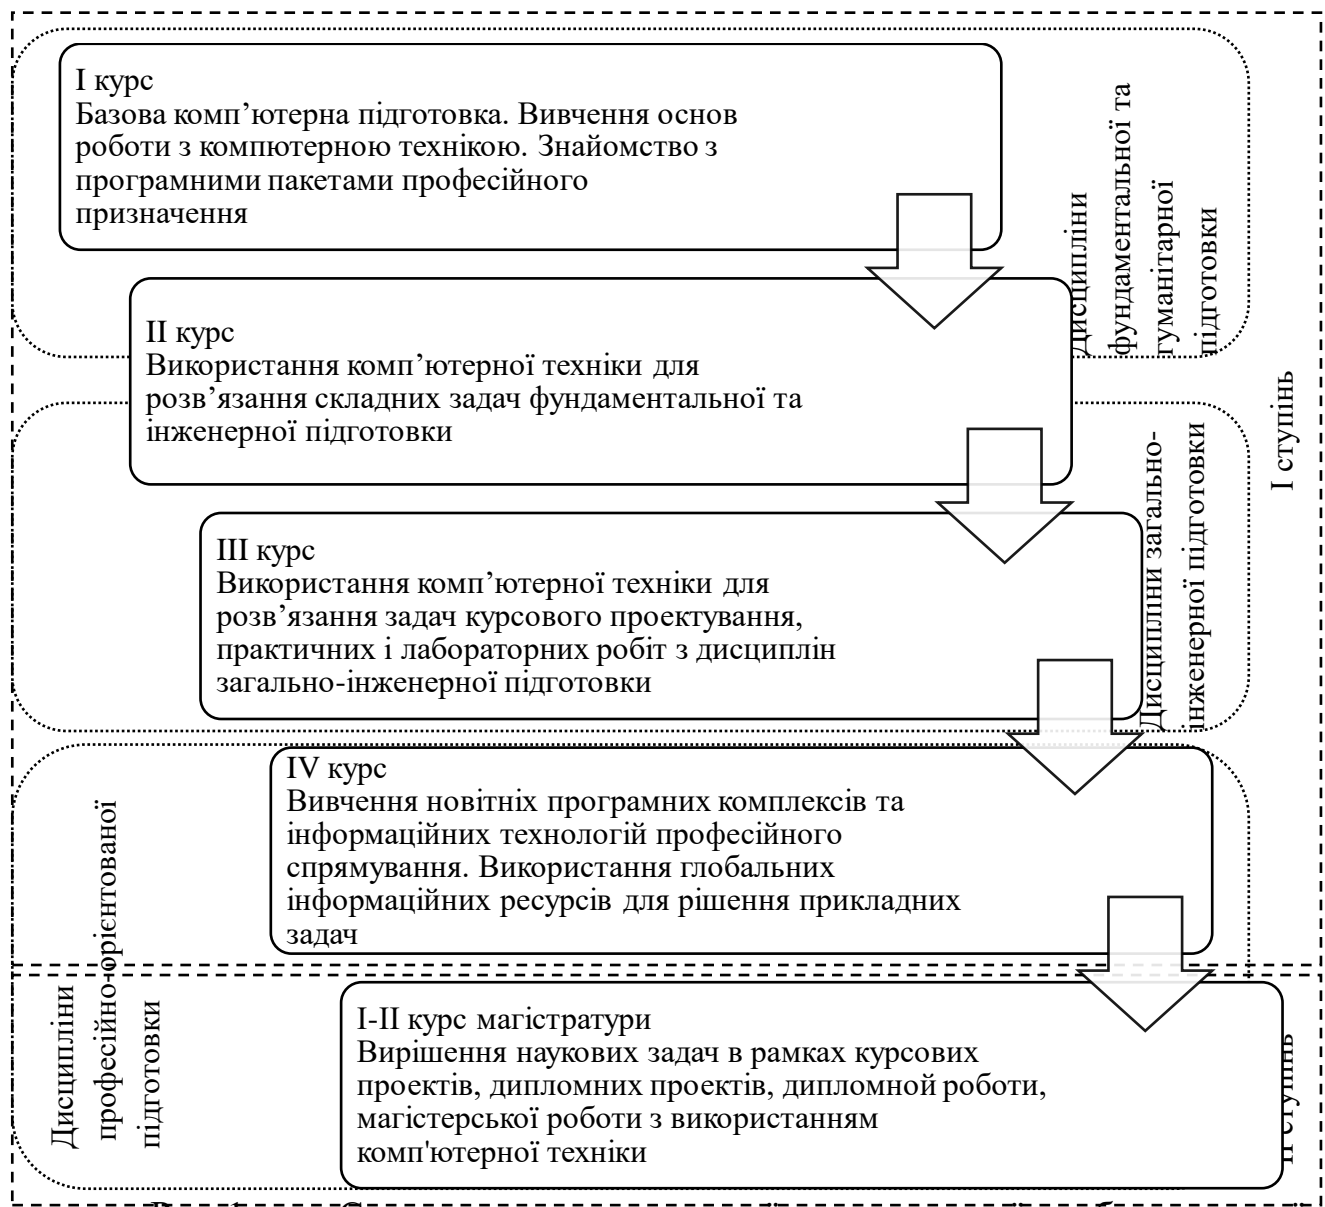 I курс
Базова комп’ютерна підготовка. Вивчення основ
роботи з компютерною технікою. Знайомство з
програмними пакетами професійного
призначення
Дисципліни
фундаментальної та
гуманітарної
підготовки
II курс
Використання комп’ютерної техніки для
розв’язання складних задач фундаментальної та
інженерної підготовки
I ступінь
III курс
Використання комп’ютерної техніки для
розв’язання задач курсового проектування,
практичних і лабораторних робіт з дисциплін
загально-інженерної підготовки
Дисципліни загально-
інженерної підготовки
IV курс
Вивчення новітніх програмних комплексів та
інформаційних технологій професійного
спрямування. Використання глобальних
інформаційних ресурсів для рішення прикладних
задач
Дисципліни
професійно-орієнтованої
підготовки
I-II курс магістратури
Вирішення наукових задач в рамках курсових
проектів, дипломних проектів, дипломной роботи,
магістерської роботи з використанням
комп'ютерної техніки
II ступінь